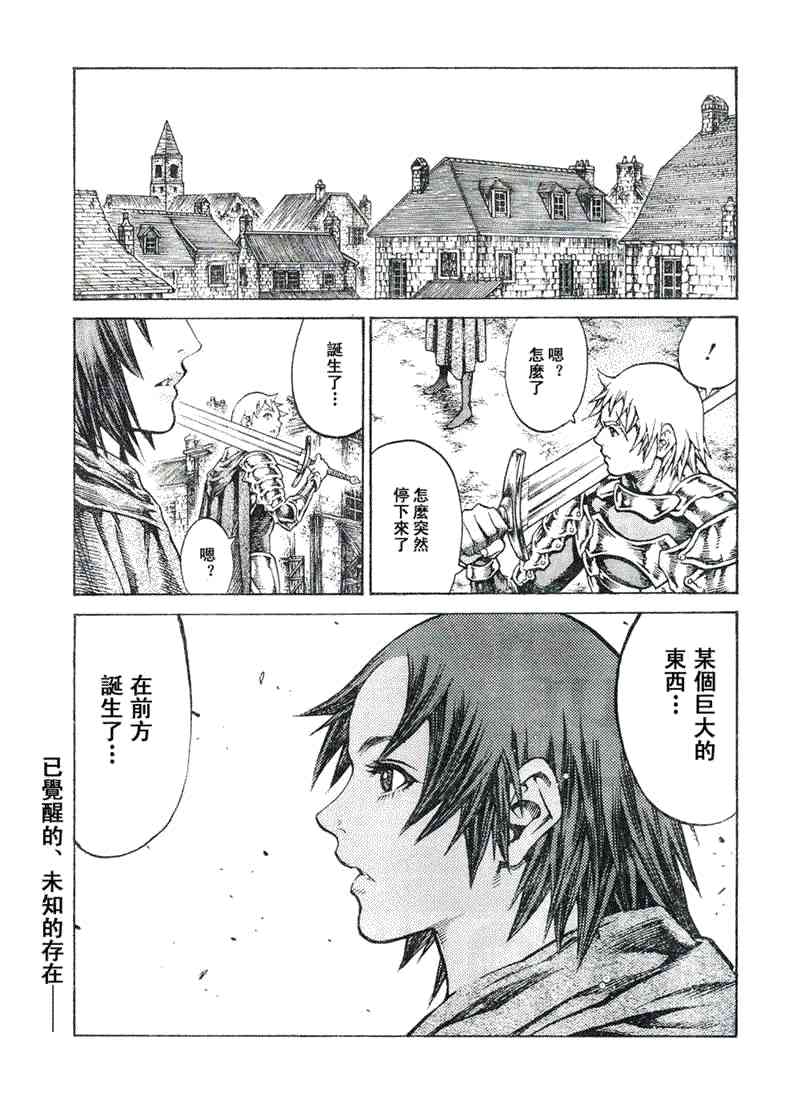 ！
嗯？
怎麼了
怎麼突然
停下來了
誕生了…
嗯？
某個巨大的
東西…
在前方
誕生了…
已覺醒的、未知的存在——